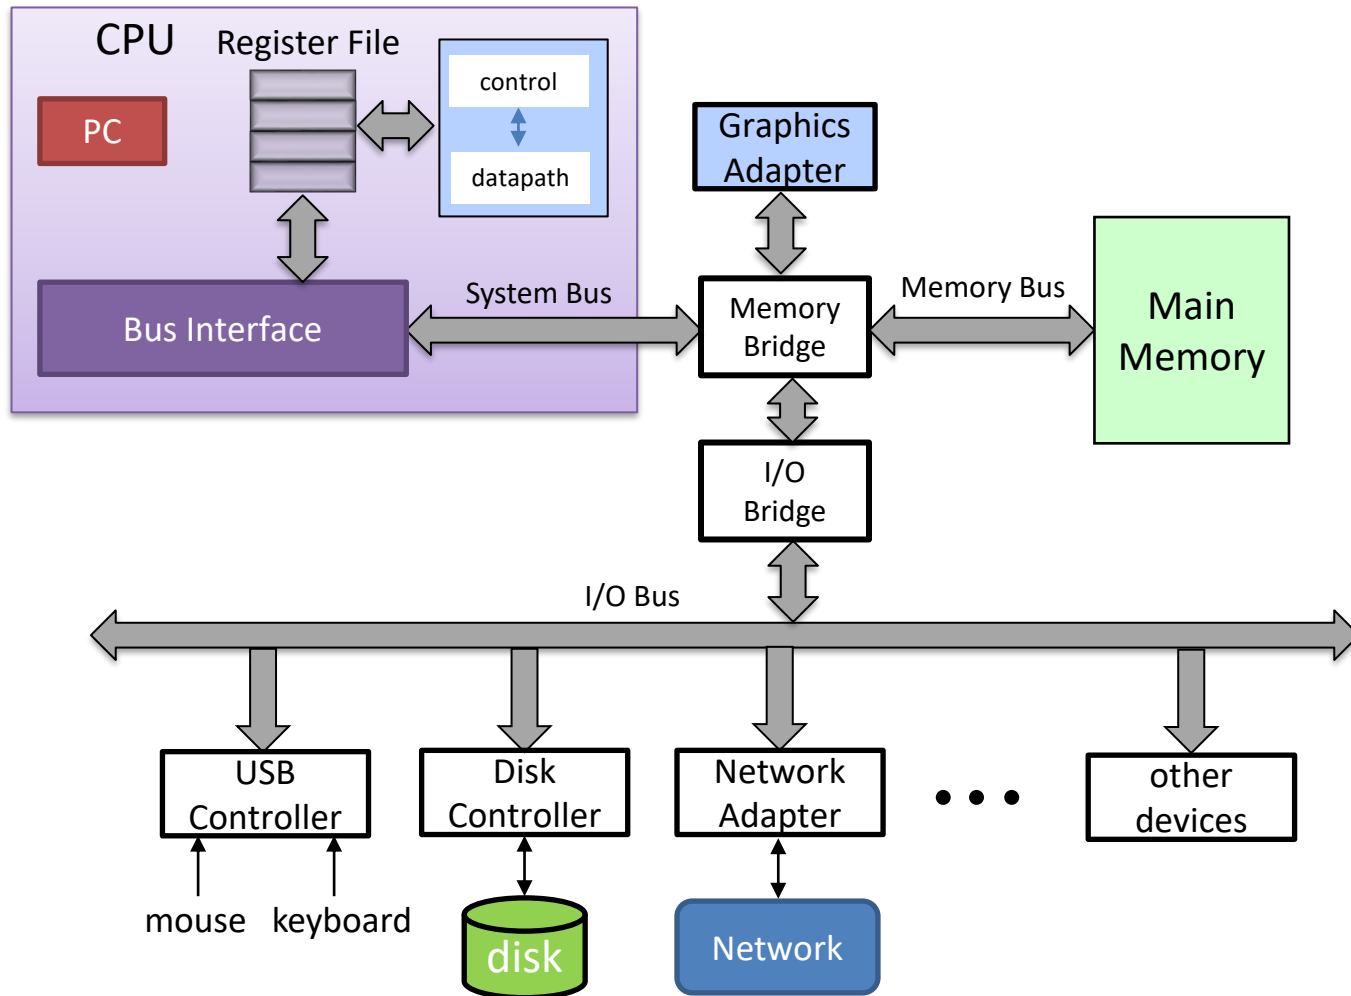 CPU
Register File
control
PC
datapath
Graphics
Adapter
System Bus
Memory Bus
Bus Interface
Memory
Bridge
Main
Memory
I/O
Bridge
I/O Bus
USB
Controller
Disk
Controller
Network
Adapter
other
devices
mouse
keyboard
disk
Network